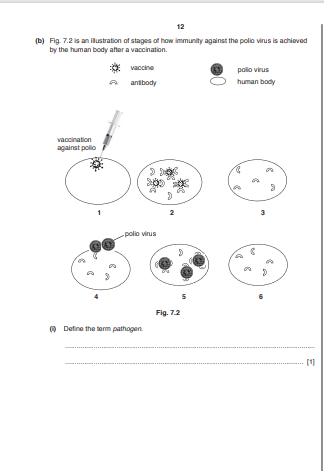 12
(b) Fig. 7.2 is an illustration of stages of how immunity against the polio virus is achieved
by the human body after a vaccination.
vaccine
polio virus
antibody
human body
vaccination
against polio
1
2
3
polio virus
4
5
6
Fig. 7.2
(i) Define the term pathogen.
[1]